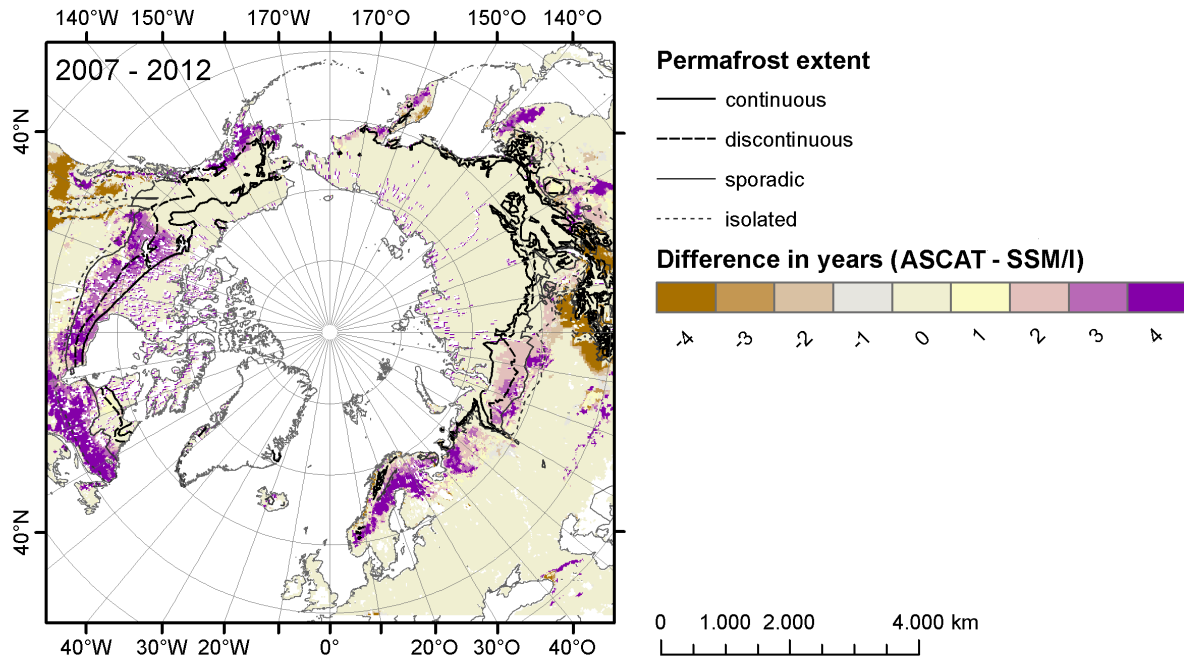 140°W 150°W 170°W 170°O 150°O 140°O
2007 - 2012
40°N
40°N
40°W 30°W 20°W 0° 20°O 30°O 40°O
Permafrost extent
continuous
discontinuous
sporadic
isolated
Difference in years (ASCAT - SSM/I)
-4 -3 -2 -1 0 1 2 3 4
0 1.000 2.000 4.000 km